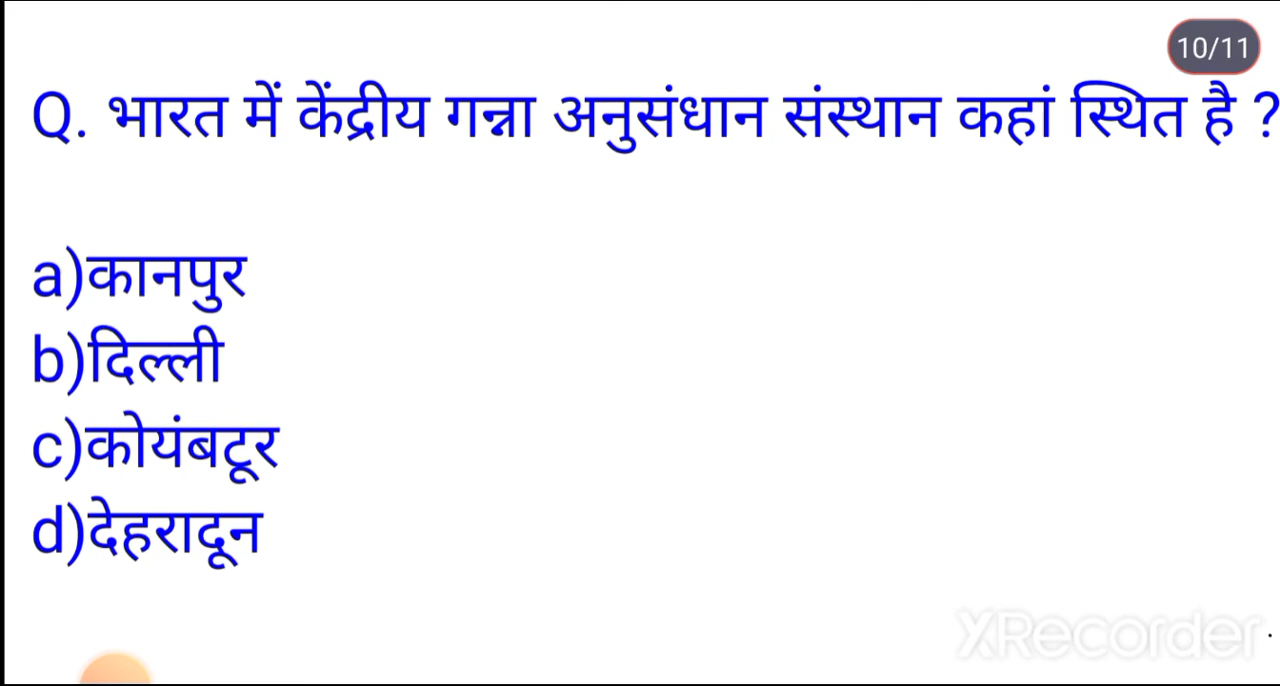 10/11
Q. भारत में केंद्रीय गन्ना अनुसंधान संस्थान कहां स्थित है ?
a)कानपुर
b)दिल्ली
c)कोयंबटूर
d)देहरादून
XRecorder